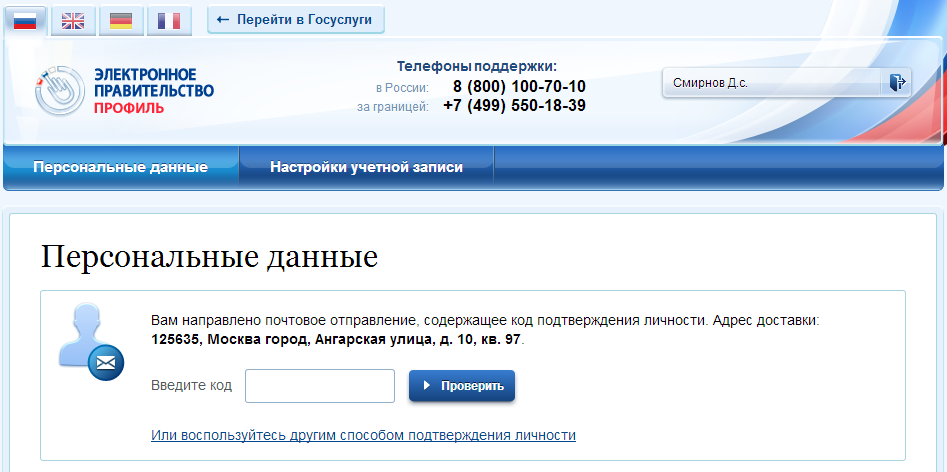 ← Перейти в Госуслуги
ЭЛЕКТРОННОЕ
ПРАВИТЕЛЬСТВО
ПРОФИЛЬ
Телефоны поддержки:
в России: 8 (800) 100-70-10
за границей: +7 (499) 550-18-39
Смирнов Д.с.
Персональные данные
Настройки учетной записи
Персональные данные
Вам направлено почтовое отправление, содержащее код подтверждения личности. Адрес доставки:
125635, Москва город, Ангарская улица, д. 10, кв. 97.
Введите код
Проверить
Или воспользуйтесь другим способом подтверждения личности